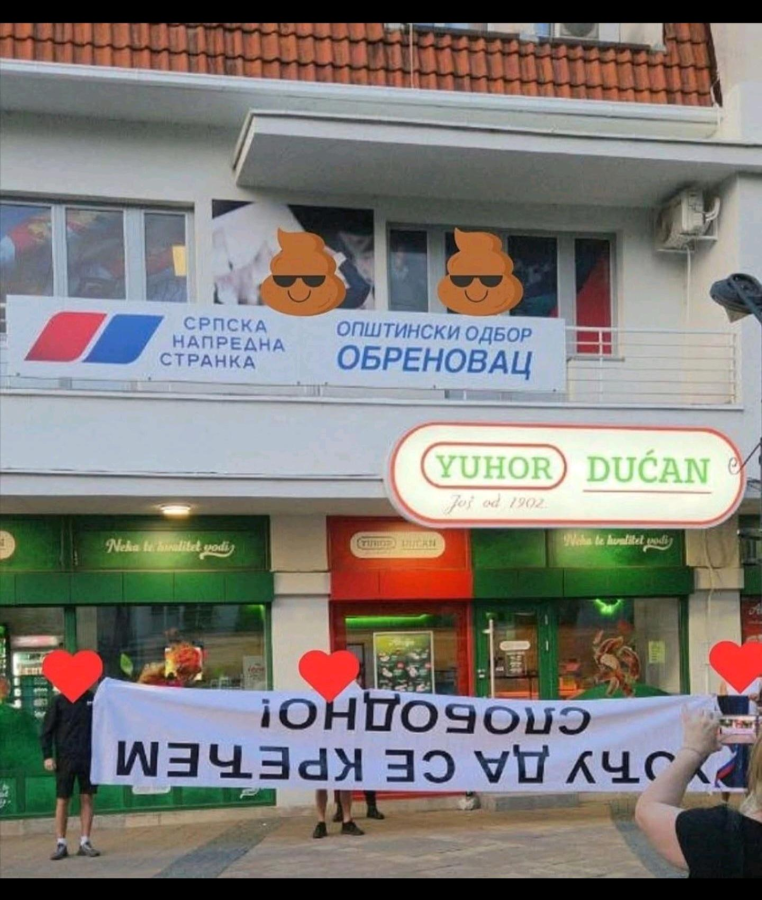 СРПСКА
НАПРЕДНА
СТРАНКА
ОПШТИНСКИ ОДБОР
ОБРЕНОВАЦ
YUHOR DUĆAN
Još od 1902
Neka te kvalitet vodi
YUHOR DUĆAN
Neka te kvalitet vodi
ХОЋУ ДА СЕ КРЕЋЕМ
СЛОБОДНО!